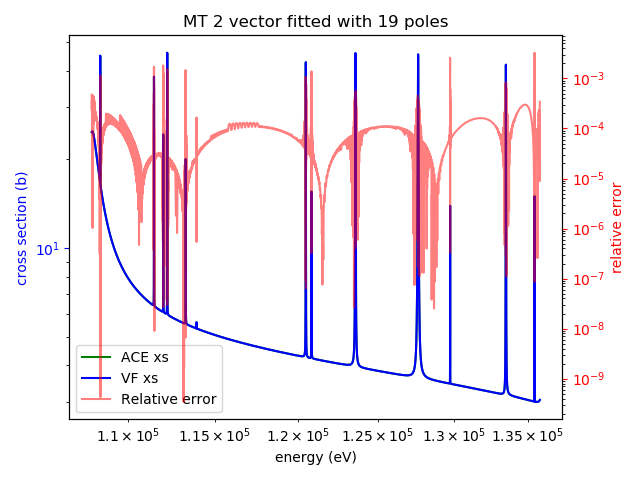 MT 2 vector fitted with 19 poles
cross section (b)
10¹
ACE xs
VF xs
Relative error
1.1 × 10⁵ 1.15 × 10⁵ 1.2 × 10⁵ 1.25 × 10⁵ 1.3 × 10⁵ 1.35 × 10⁵
energy (eV)
10⁻³
10⁻⁴
10⁻⁵
10⁻⁶
10⁻⁷
10⁻⁸
10⁻⁹
relative error